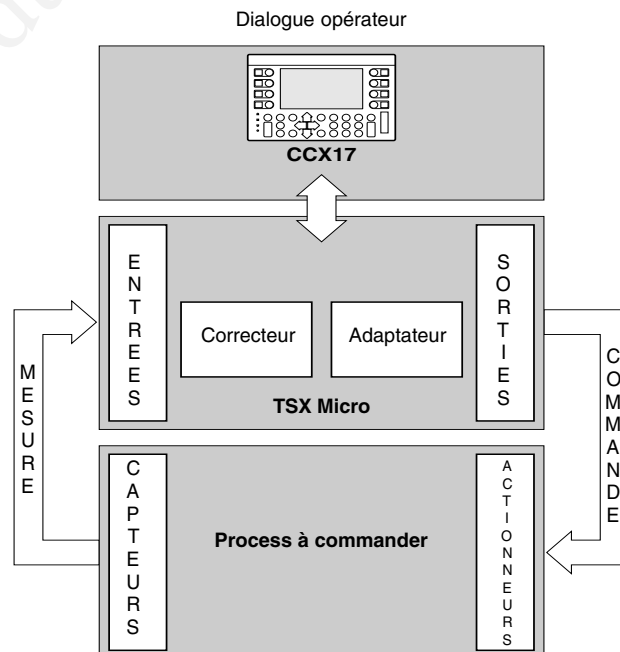 Dialogue opérateur
CCX17
ENTREES
SORTIES
Correcteur
Adaptateur
TSX Micro
MESURE
COMMANDE
CAPTEURS
ACTIONNEURS
Process à commander